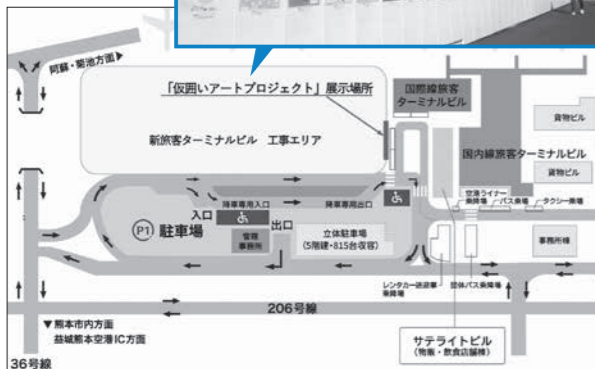 阿蘇・菊池方面▶
「仮囲いアートプロジェクト」展示場所
国際線旅客
ターミナルビル
貨物ビル
新旅客ターミナルビル 工事エリア
国内線旅客ターミナルビル
貨物ビル
空港ライナー
乗降場
バス乗場
タクシー乗場
降車専用入口
降車専用出口
入口
出口
P1 駐車場
管理
事務所
立体駐車場
(5階建・815台収容)
事務所棟
レンタカー送迎車
乗降場
団体バス乗降場
206号線
▼熊本市内方面
益城熊本空港IC方面
サテライトビル
(物販・飲食店舗棟)
36号線